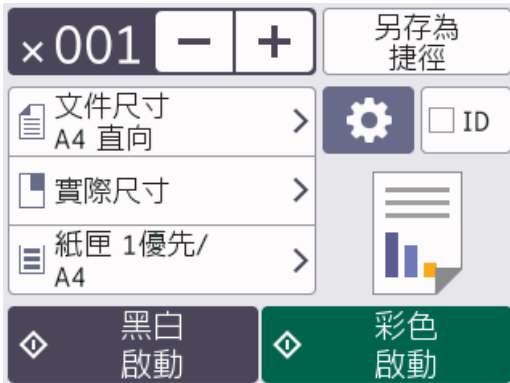 ×001
另存為
捷徑
文件尺寸
A4 直向
ID
實際尺寸
紙匣 1優先/
A4
黑白
啟動
彩色
啟動